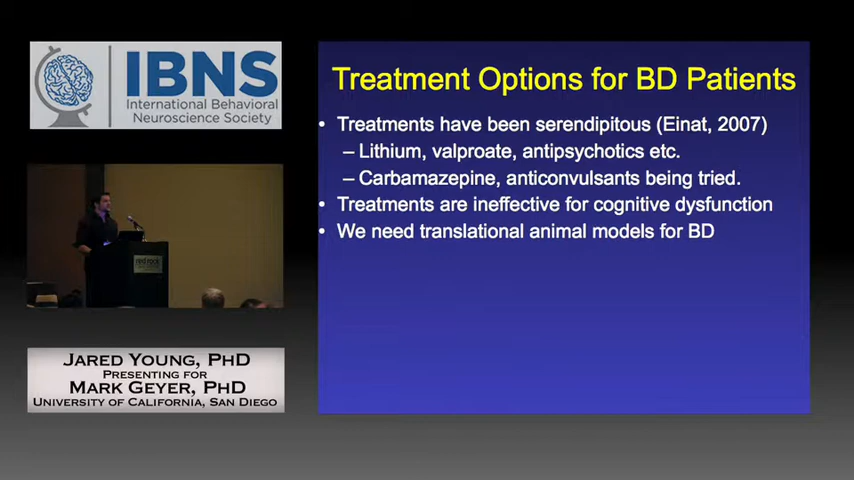 IBNS
International Behavioral
Neuroscience Society
Treatment Options for BD Patients
• Treatments have been serendipitous (Einat, 2007)
– Lithium, valproate, antipsychotics etc.
– Carbamazepine, anticonvulsants being tried.
• Treatments are ineffective for cognitive dysfunction
• We need translational animal models for BD
red rock
Jared Young, PhD
Presenting for
Mark Geyer, PhD
University of California, San Diego